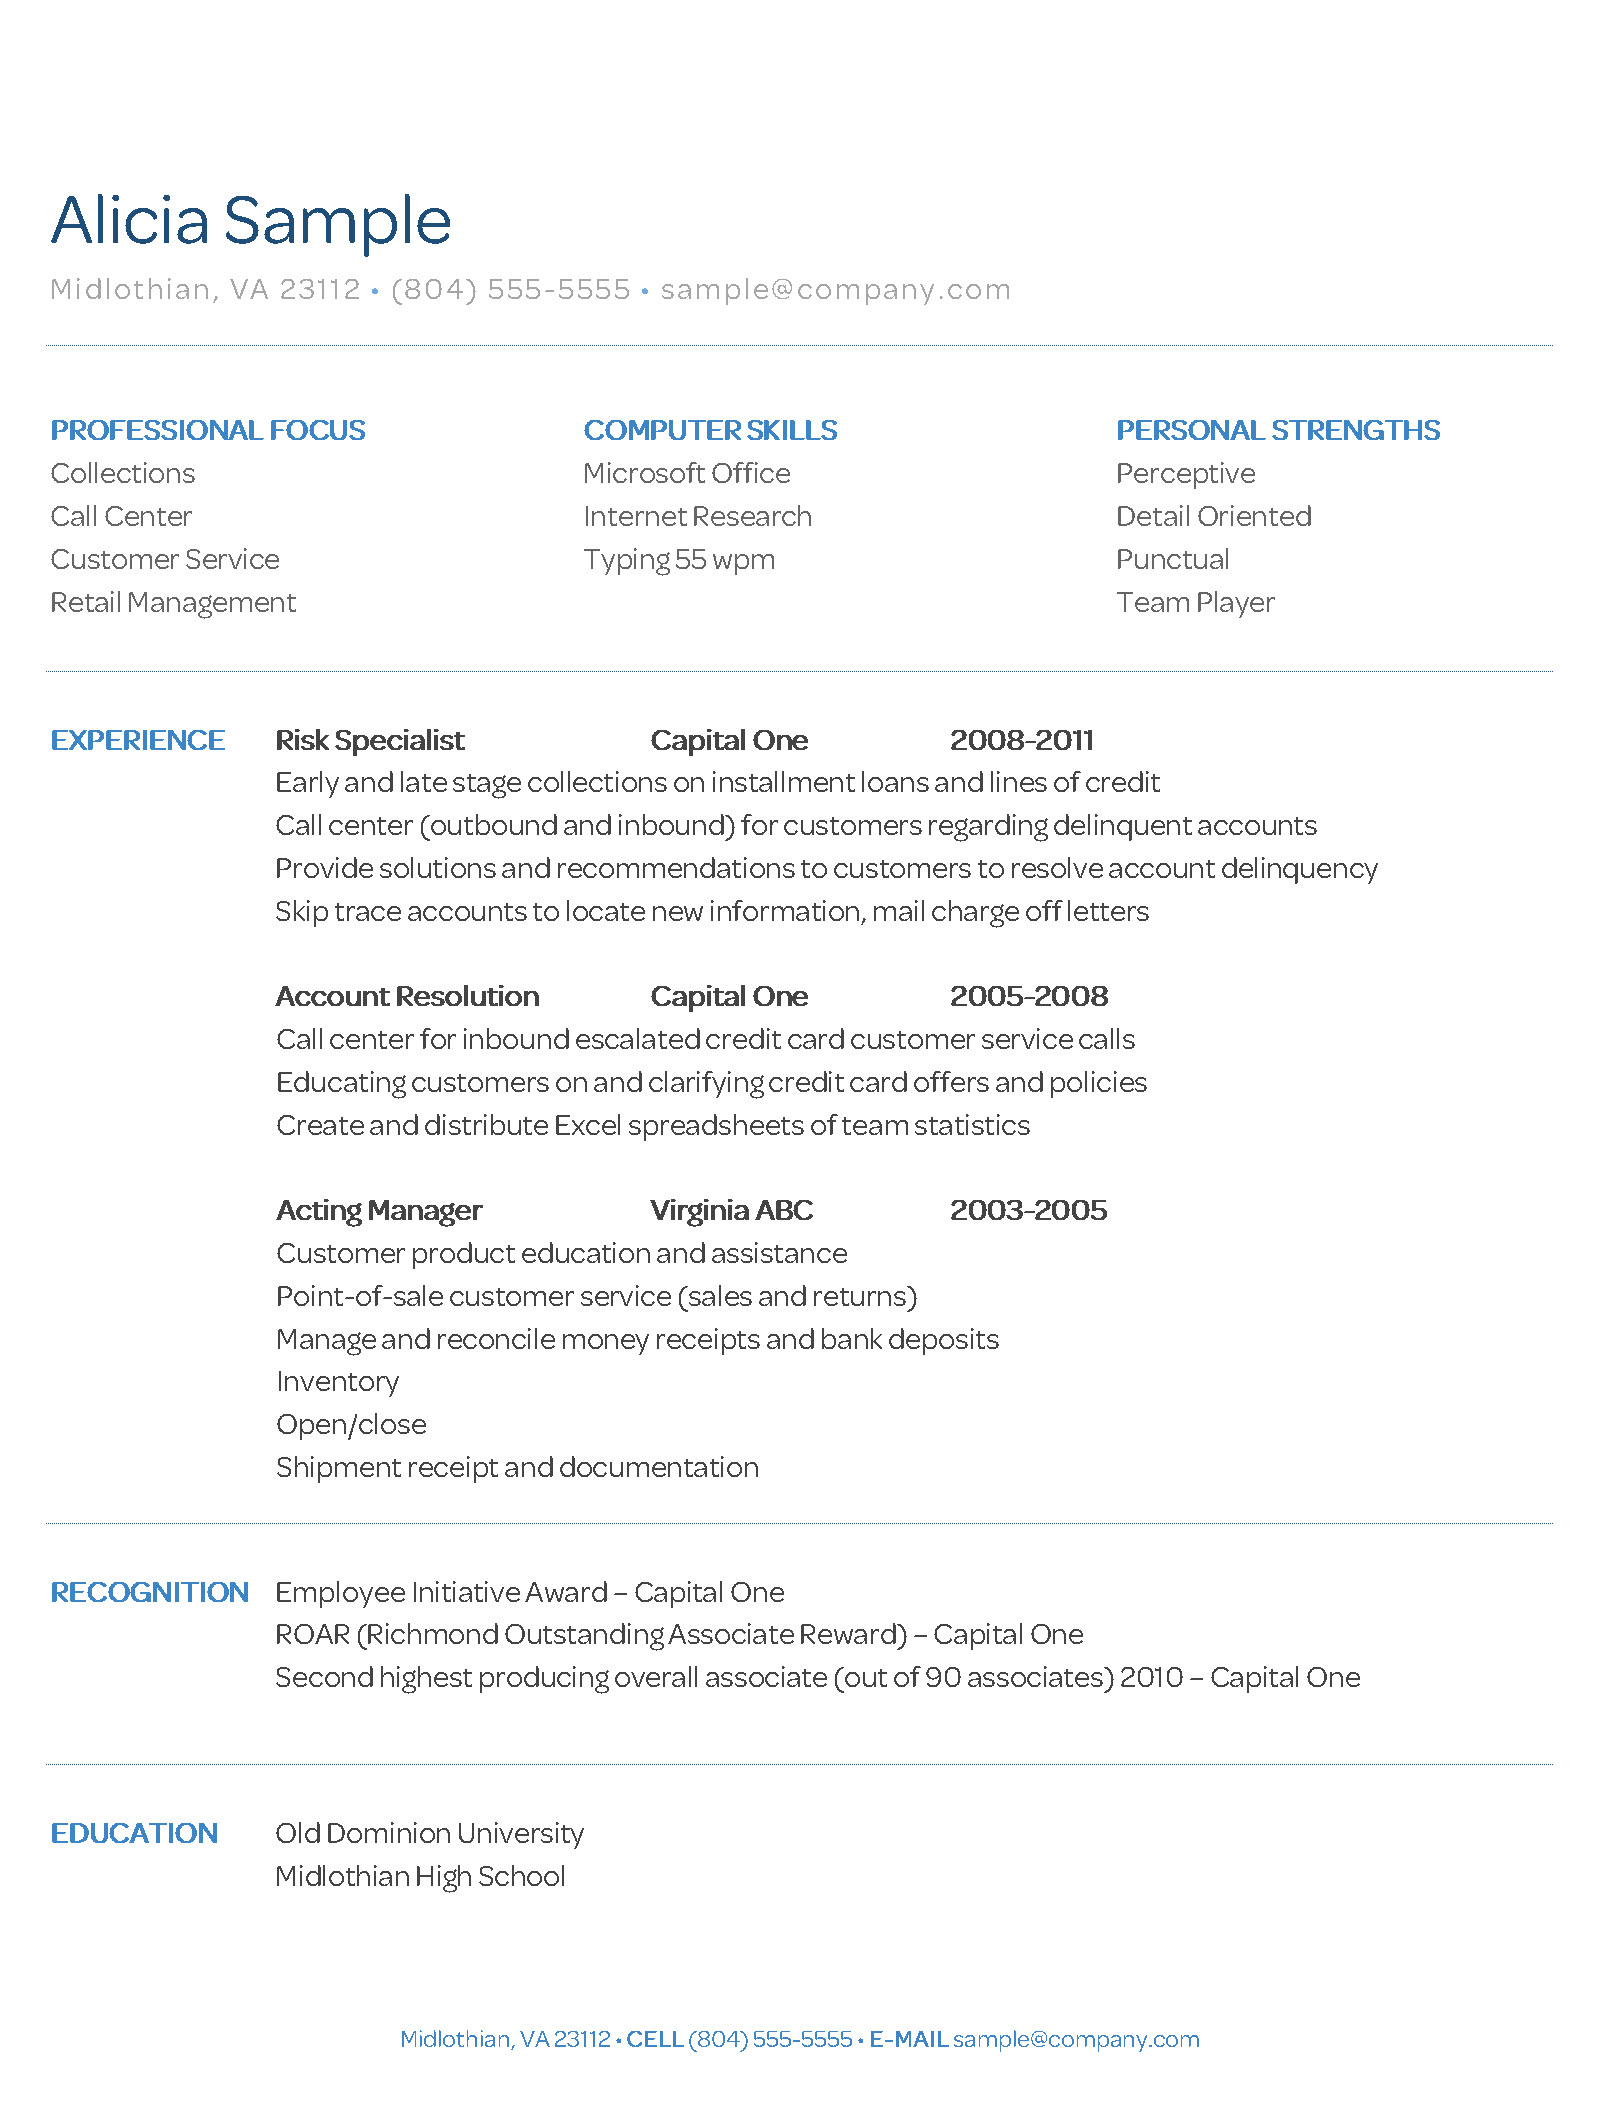 Alicia Sample
Midlothian, VA 23112 • (804) 555-5555 • sample@company.com
PROFESSIONAL FOCUS
Collections
Call Center
Customer Service
Retail Management
COMPUTER SKILLS
Microsoft Office
Internet Research
Typing 55 wpm
PERSONAL STRENGTHS
Perceptive
Detail Oriented
Punctual
Team Player
EXPERIENCE Risk Specialist Capital One 2008-2011
Early and late stage collections on installment loans and lines of credit
Call center (outbound and inbound) for customers regarding delinquent accounts
Provide solutions and recommendations to customers to resolve account delinquency
Skip trace accounts to locate new information, mail charge off letters
Account Resolution Capital One 2005-2008
Call center for inbound escalated credit card customer service calls
Educating customers on and clarifying credit card offers and policies
Create and distribute Excel spreadsheets of team statistics
Acting Manager Virginia ABC 2003-2005
Customer product education and assistance
Point-of-sale customer service (sales and returns)
Manage and reconcile money receipts and bank deposits
Inventory
Open/close
Shipment receipt and documentation
RECOGNITION Employee Initiative Award – Capital One
ROAR (Richmond Outstanding Associate Reward) – Capital One
Second highest producing overall associate (out of 90 associates) 2010 – Capital One
EDUCATION Old Dominion University
Midlothian High School
Midlothian, VA 23112 • CELL (804) 555-5555 • E-MAIL sample@company.com